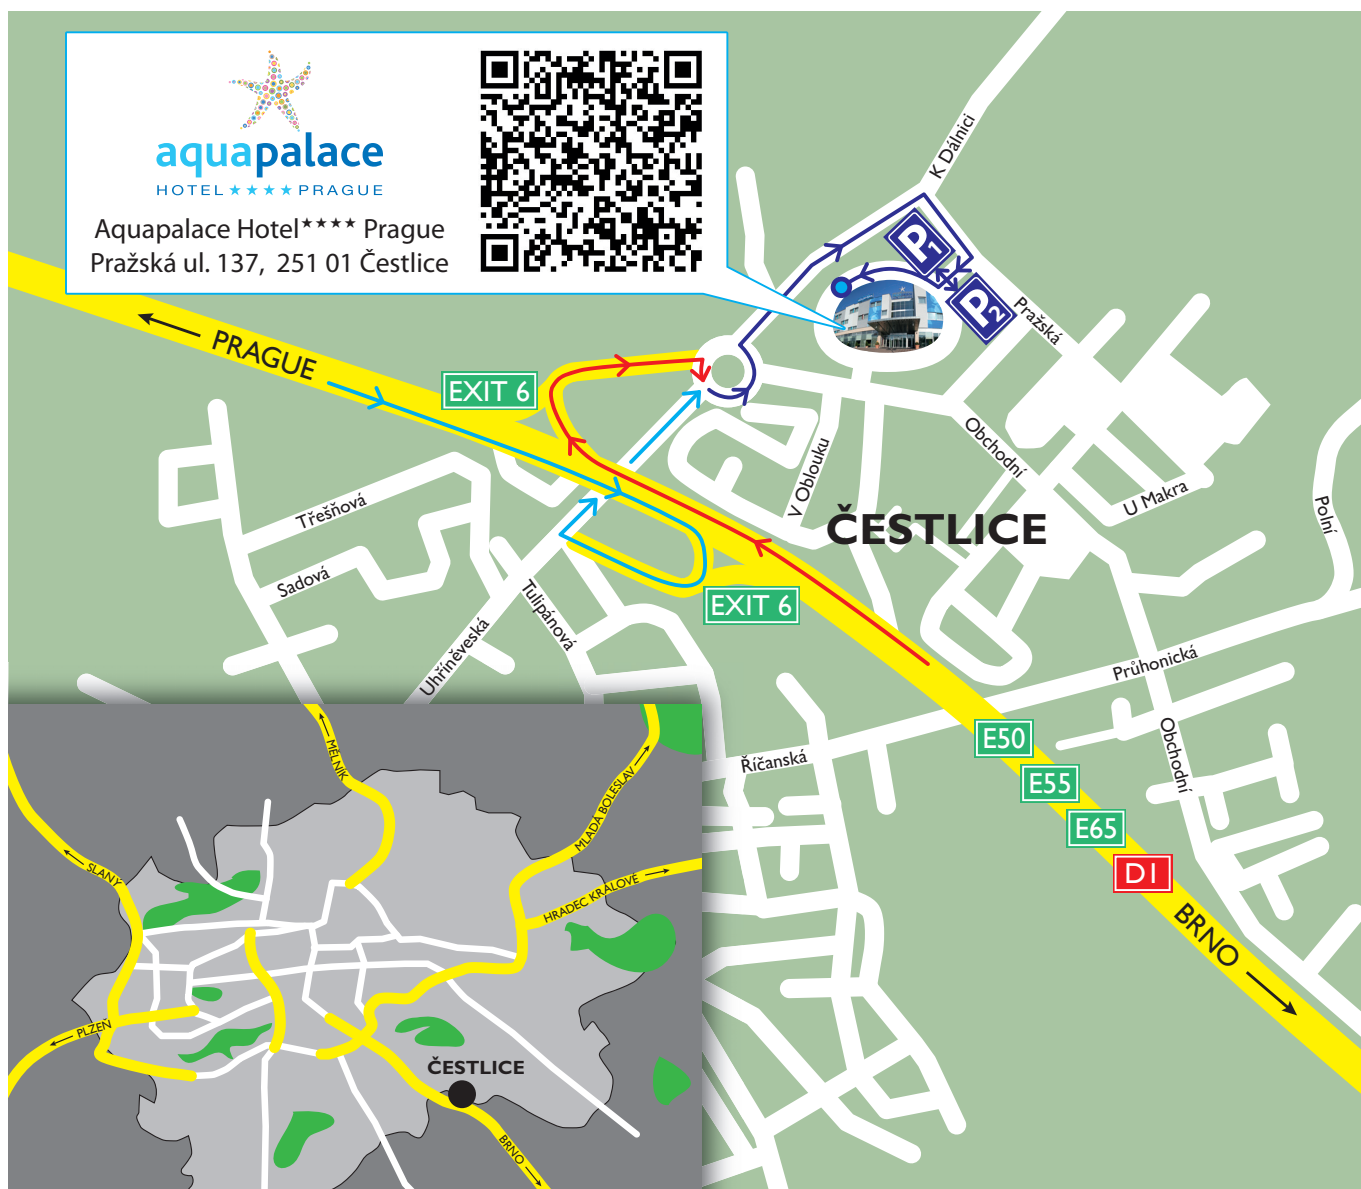 aquapalace
HOTEL ★★★★ PRAGUE
Aquapalace Hotel★★★★ Prague
Pražská ul. 137, 251 01 Čestlice
K Dálnici
P1
P2
Pražská
PRAGUE
EXIT 6
Obchodní
V Oblouku
U Makra
Polní
ČESTLICE
Třešňová
Sadová
Tulipánová
EXIT 6
Uhříněveská
Průhonická
Obchodní
Říčanská
E50
E55
E65
D1
BRNO
MĚLNÍK
MLADA BOLESLAV
SLANÝ
HRADEC KRÁLOVÉ
PLZEŇ
ČESTLICE
BRNO